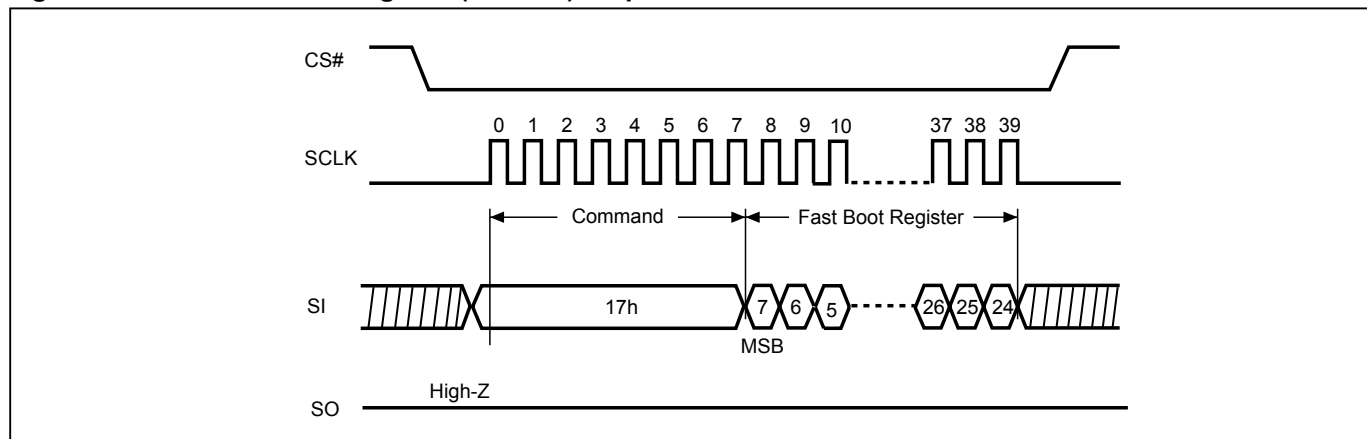 CS#
0 1 2 3 4 5 6 7 8 9 10 37 38 39
SCLK
Command Fast Boot Register
SI 17h 7 6 5 26 25 24
MSB
High-Z
SO